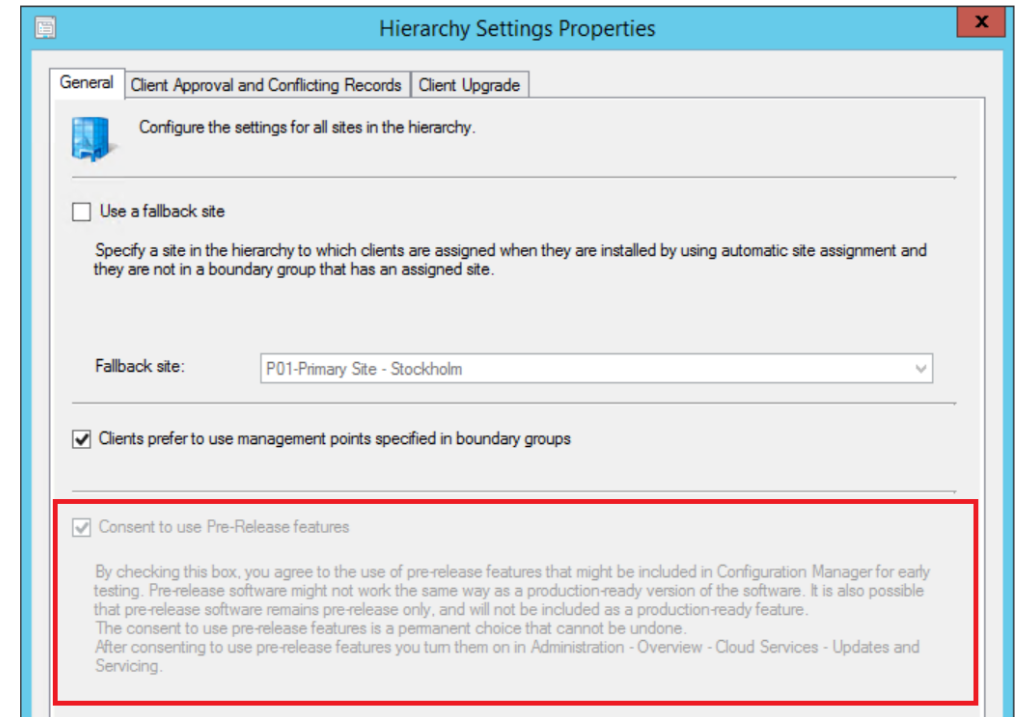 Hierarchy Settings Properties
x
General
Client Approval and Conflicting Records
Client Upgrade
Configure the settings for all sites in the hierarchy.
Use a fallback site
Specify a site in the hierarchy to which clients are assigned when they are installed by using automatic site assignment and
they are not in a boundary group that has an assigned site.
Fallback site:
P01-Primary Site - Stockholm
Clients prefer to use management points specified in boundary groups
Consent to use Pre-Release features
By checking this box, you agree to the use of pre-release features that might be included in Configuration Manager for early
testing. Pre-release software might not work the same way as a production-ready version of the software. It is also possible
that pre-release software remains pre-release only, and will not be included as a production-ready feature.
The consent to use pre-release features is a permanent choice that cannot be undone.
After consenting to use pre-release features you turn them on in Administration - Overview - Cloud Services - Updates and
Servicing.